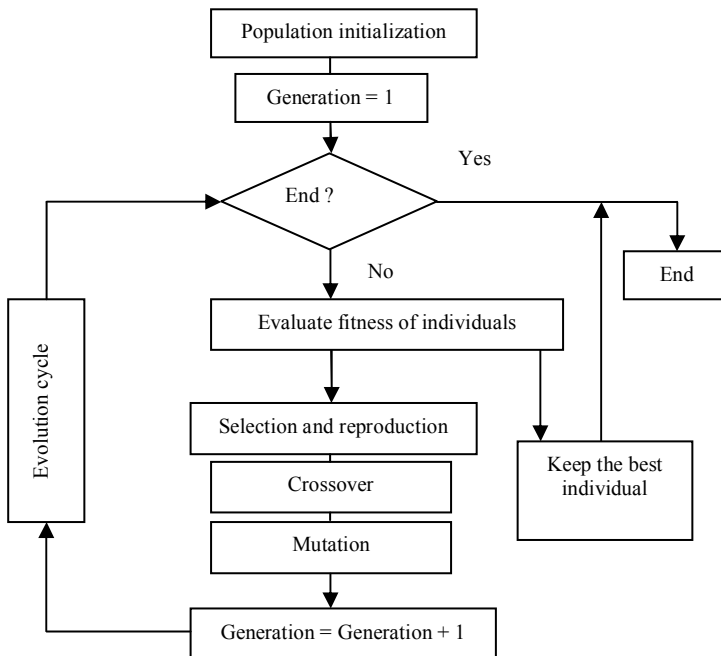 Population initialization
Generation = 1
Yes
End ?
End
No
Evaluate fitness of individuals
Evolution cycle
Selection and reproduction
Keep the best
individual
Crossover
Mutation
Generation = Generation + 1